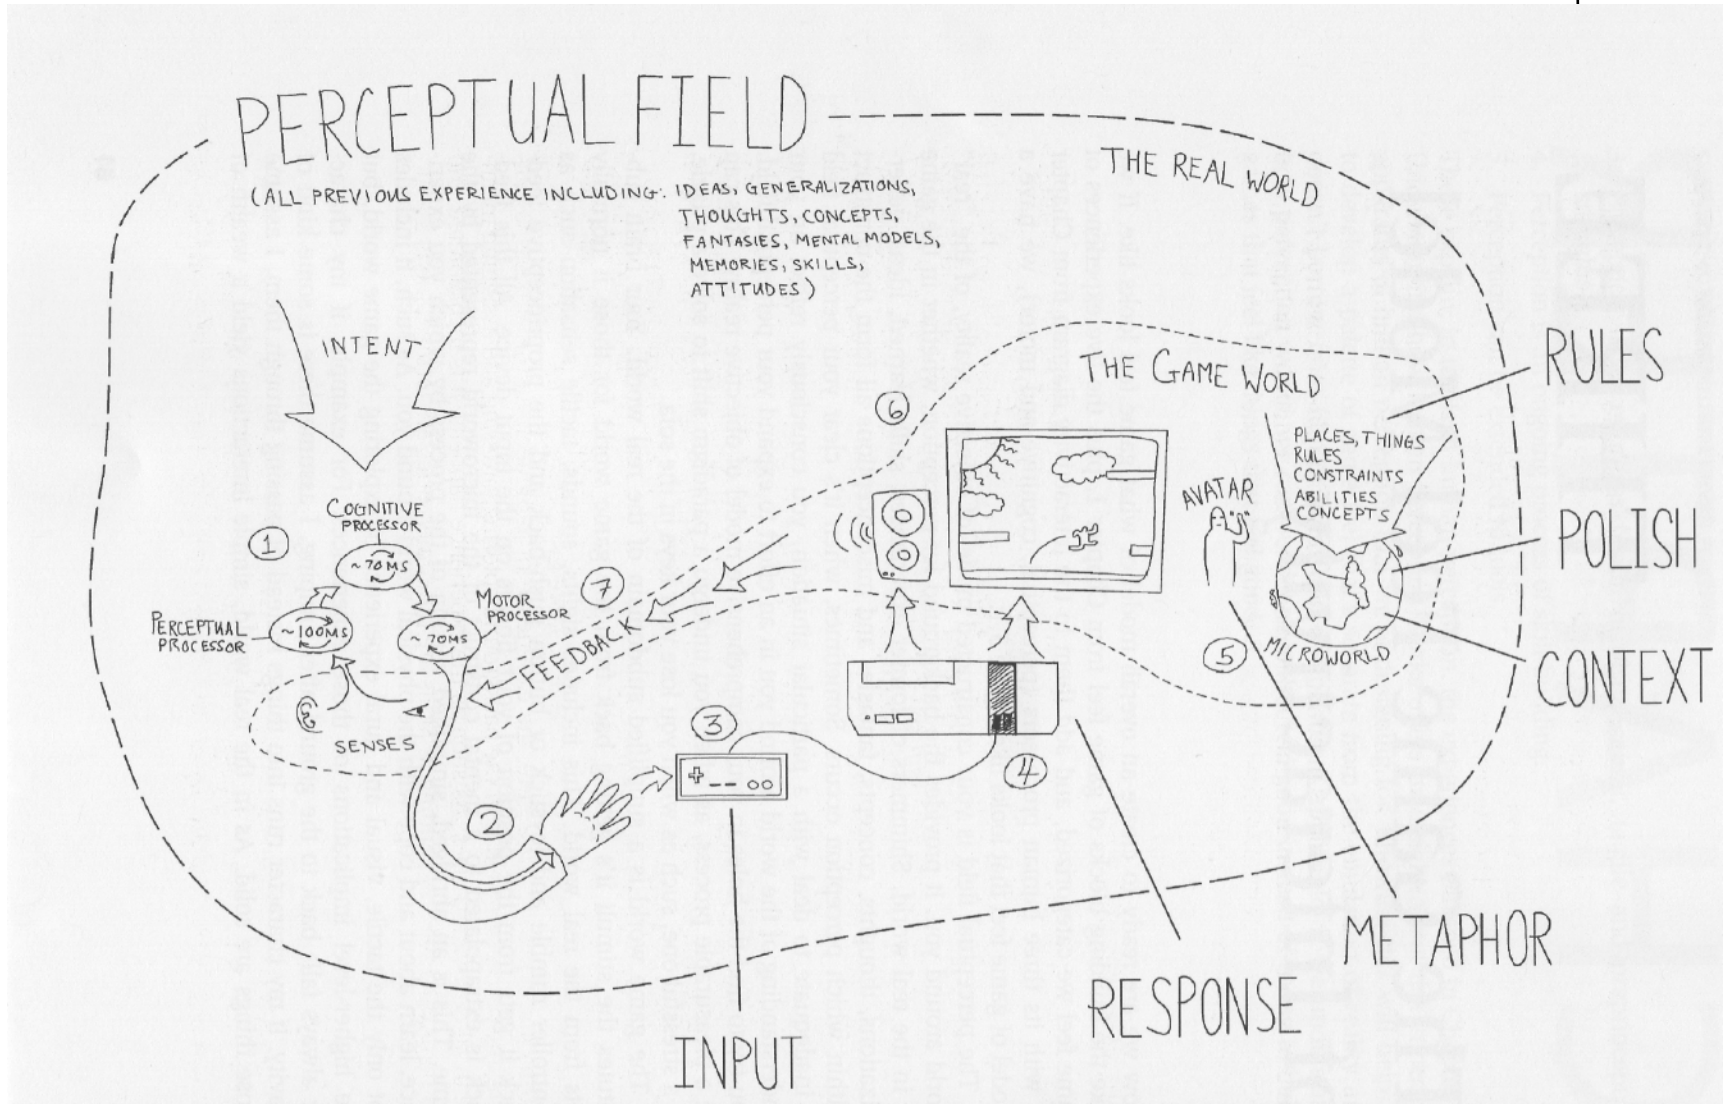 PERCEPTUAL FIELD
(ALL PREVIOUS EXPERIENCE INCLUDING: IDEAS, GENERALIZATIONS,
THOUGHTS, CONCEPTS,
FANTASIES, MENTAL MODELS,
MEMORIES, SKILLS,
ATTITUDES)
THE REAL WORLD
INTENT
THE GAME WORLD
RULES
PLACES, THINGS
RULES
CONSTRAINTS
ABILITIES
CONCEPTS
AVATAR
POLISH
CONTEXT
MICROWORLD
5
6
COGNITIVE
PROCESSOR
1
~70MS
PERCEPTUAL
PROCESSOR
~100MS
MOTOR
PROCESSOR
~70MS
7
FEEDBACK
SENSES
3
4
2
METAPHOR
RESPONSE
INPUT